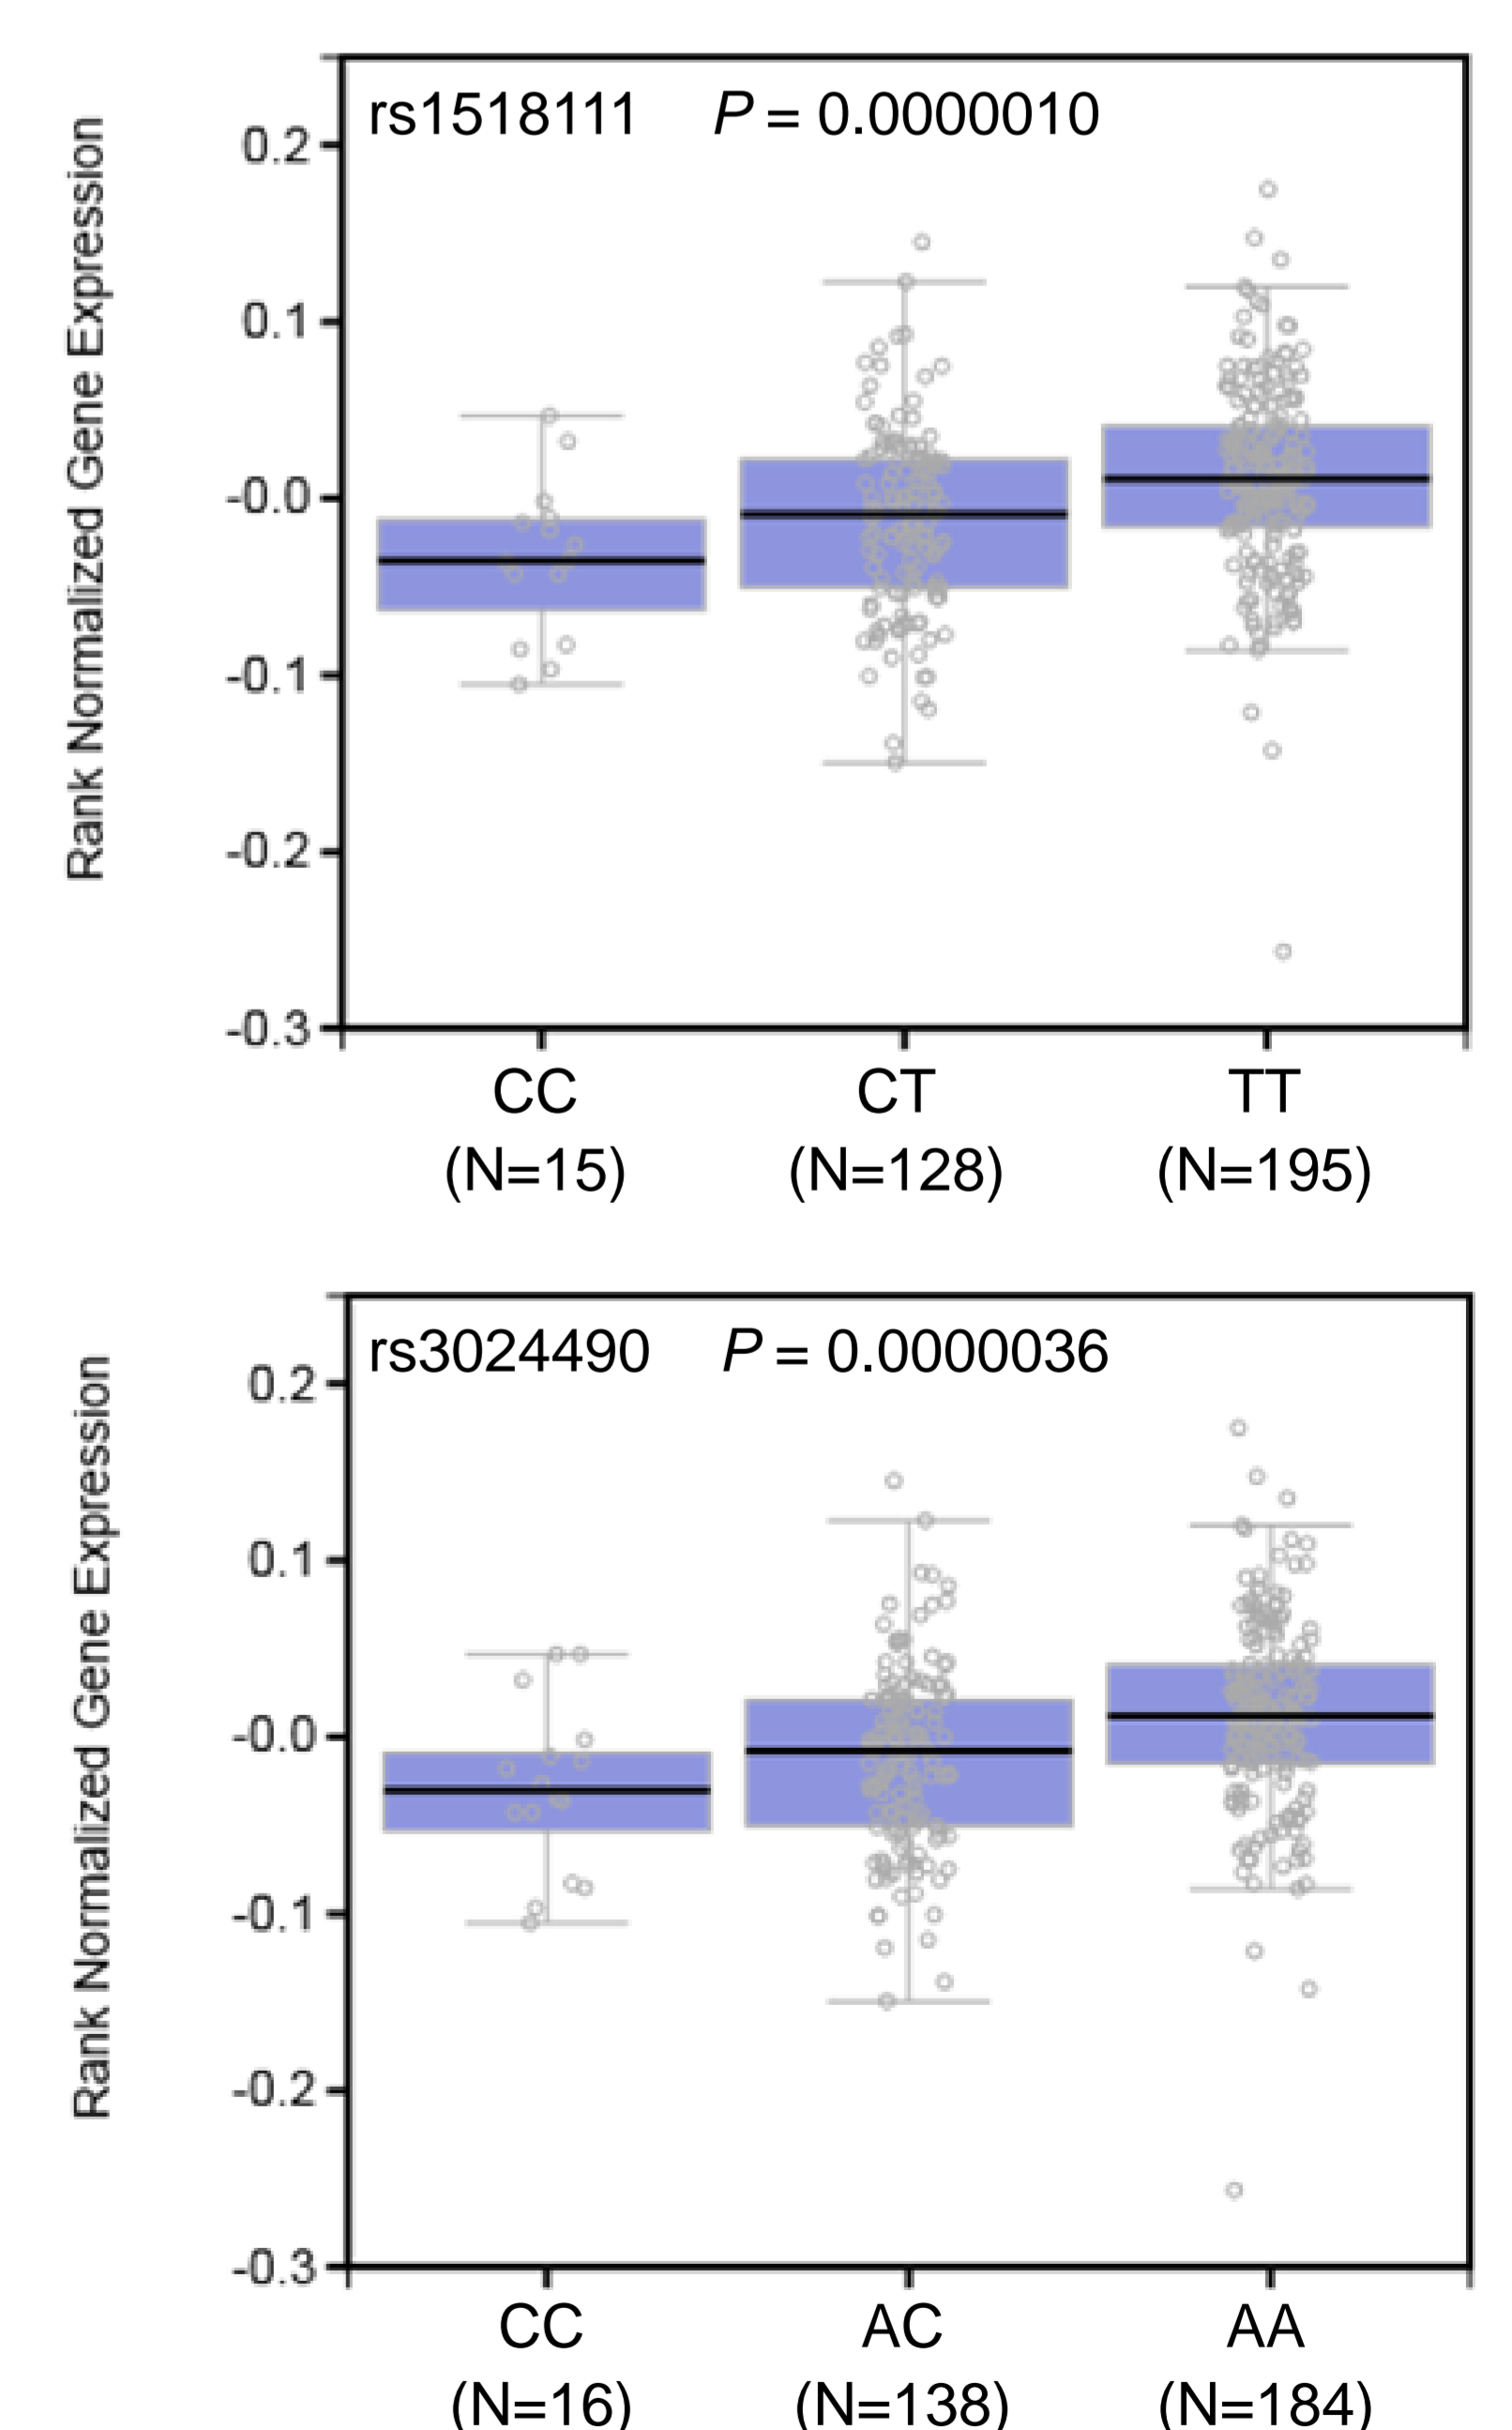 rs1518111 P = 0.0000010
Rank Normalized Gene Expression
0.2
0.1
-0.0
-0.1
-0.2
-0.3
CC CT TT
(N=15) (N=128) (N=195)
rs3024490 P = 0.0000036
Rank Normalized Gene Expression
0.2
0.1
-0.0
-0.1
-0.2
-0.3
CC AC AA
(N=16) (N=138) (N=184)